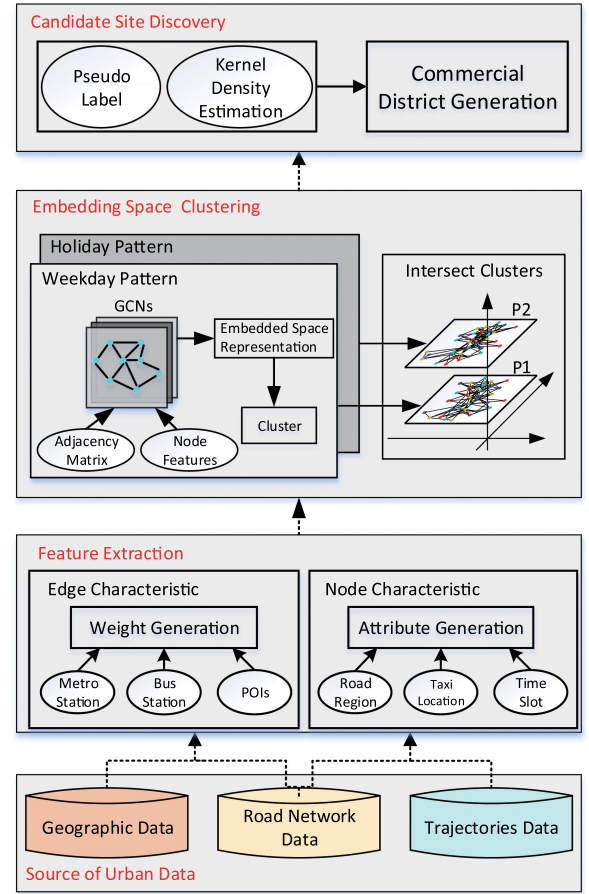 Candidate Site Discovery
Pseudo
Label
Kernel
Density
Estimation
Commercial
District Generation
Embedding Space Clustering
Holiday Pattern
Weekday Pattern
GCNs
Embedded Space
Representation
Cluster
Adjacency
Matrix
Node
Features
Intersect Clusters
P2
P1
Feature Extraction
Edge Characteristic
Weight Generation
Metro
Station
Bus
Station
POIs
Node Characteristic
Attribute Generation
Road
Region
Taxi
Location
Time
Slot
Geographic Data
Road Network
Data
Trajectories Data
Source of Urban Data